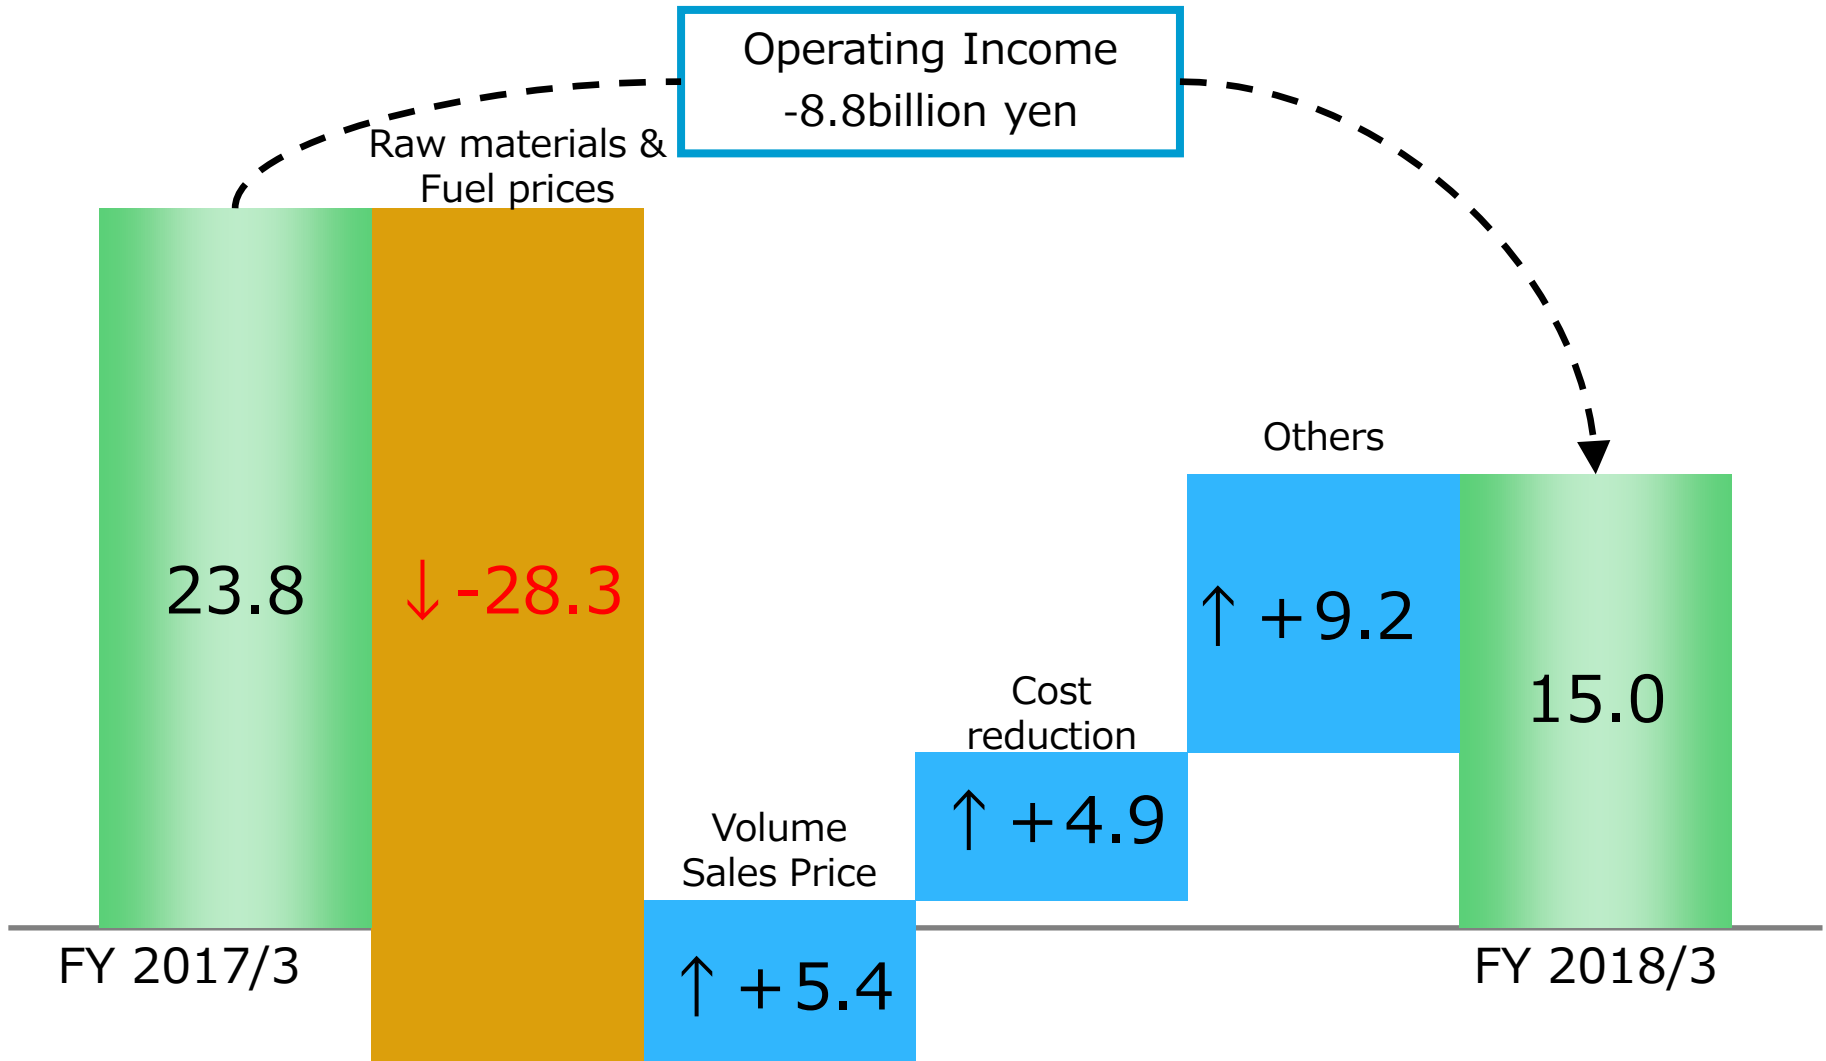 Operating Income
-8.8billion yen
Raw materials &
Fuel prices
23.8
↓-28.3
Volume
Sales Price
↑+5.4
Cost
reduction
↑+4.9
Others
↑+9.2
15.0
FY 2017/3
FY 2018/3